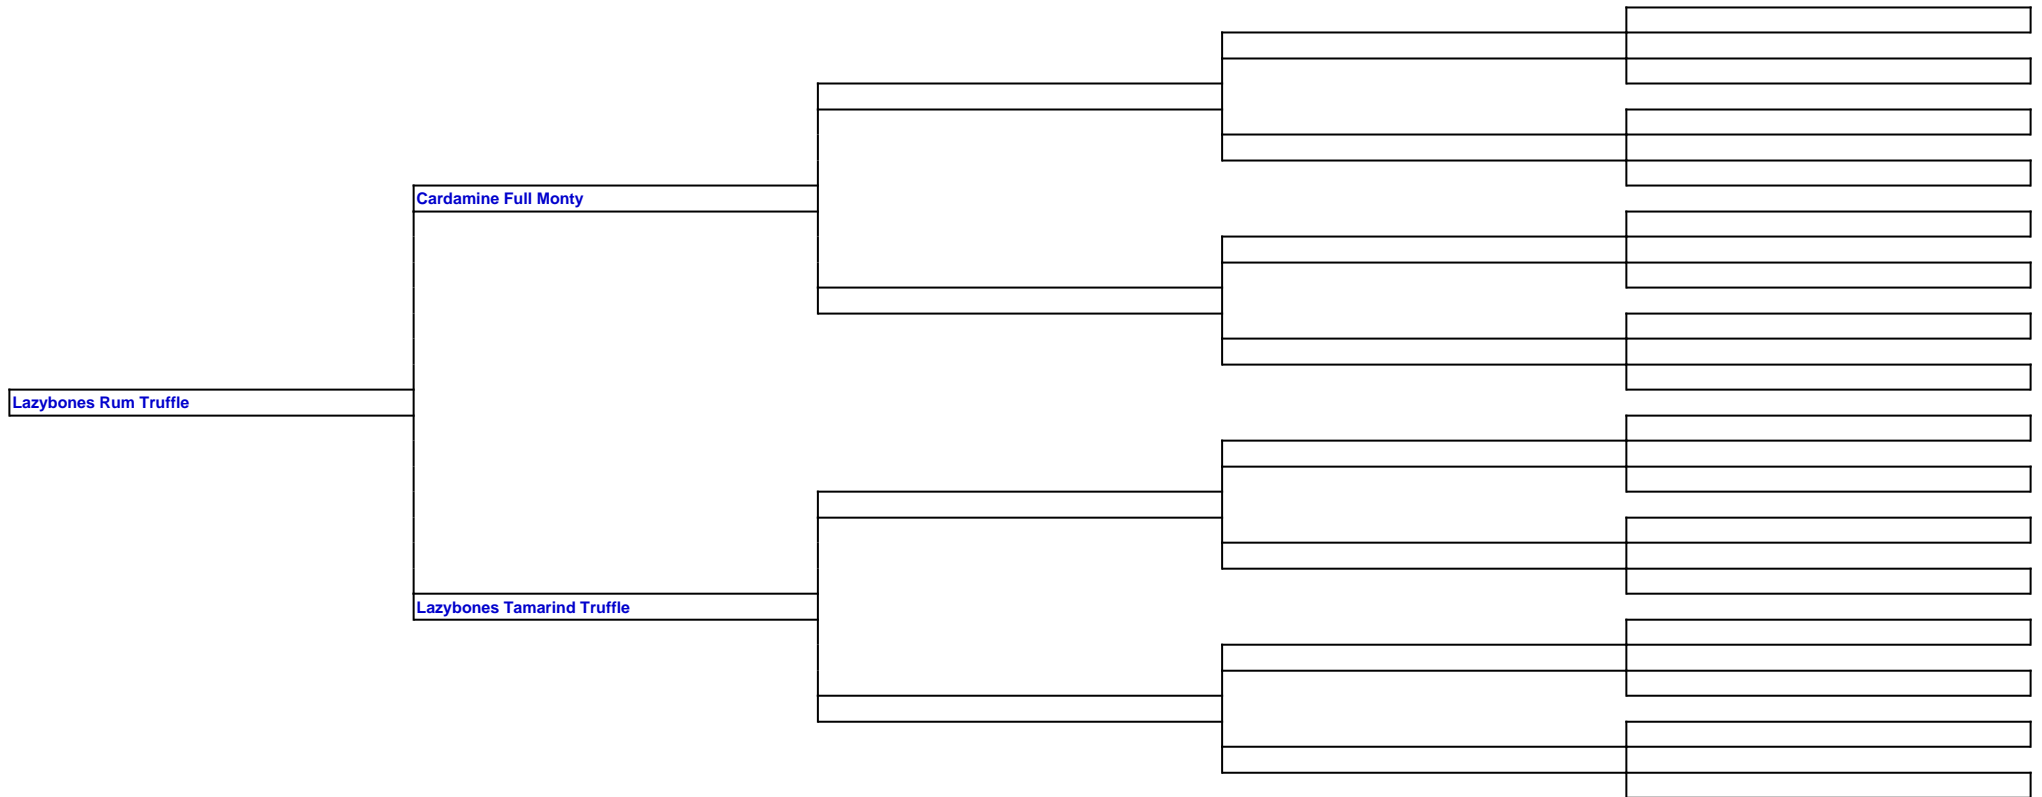 Cardamine Full Monty
Lazybones Rum Truffle
Lazybones Tamarind Truffle